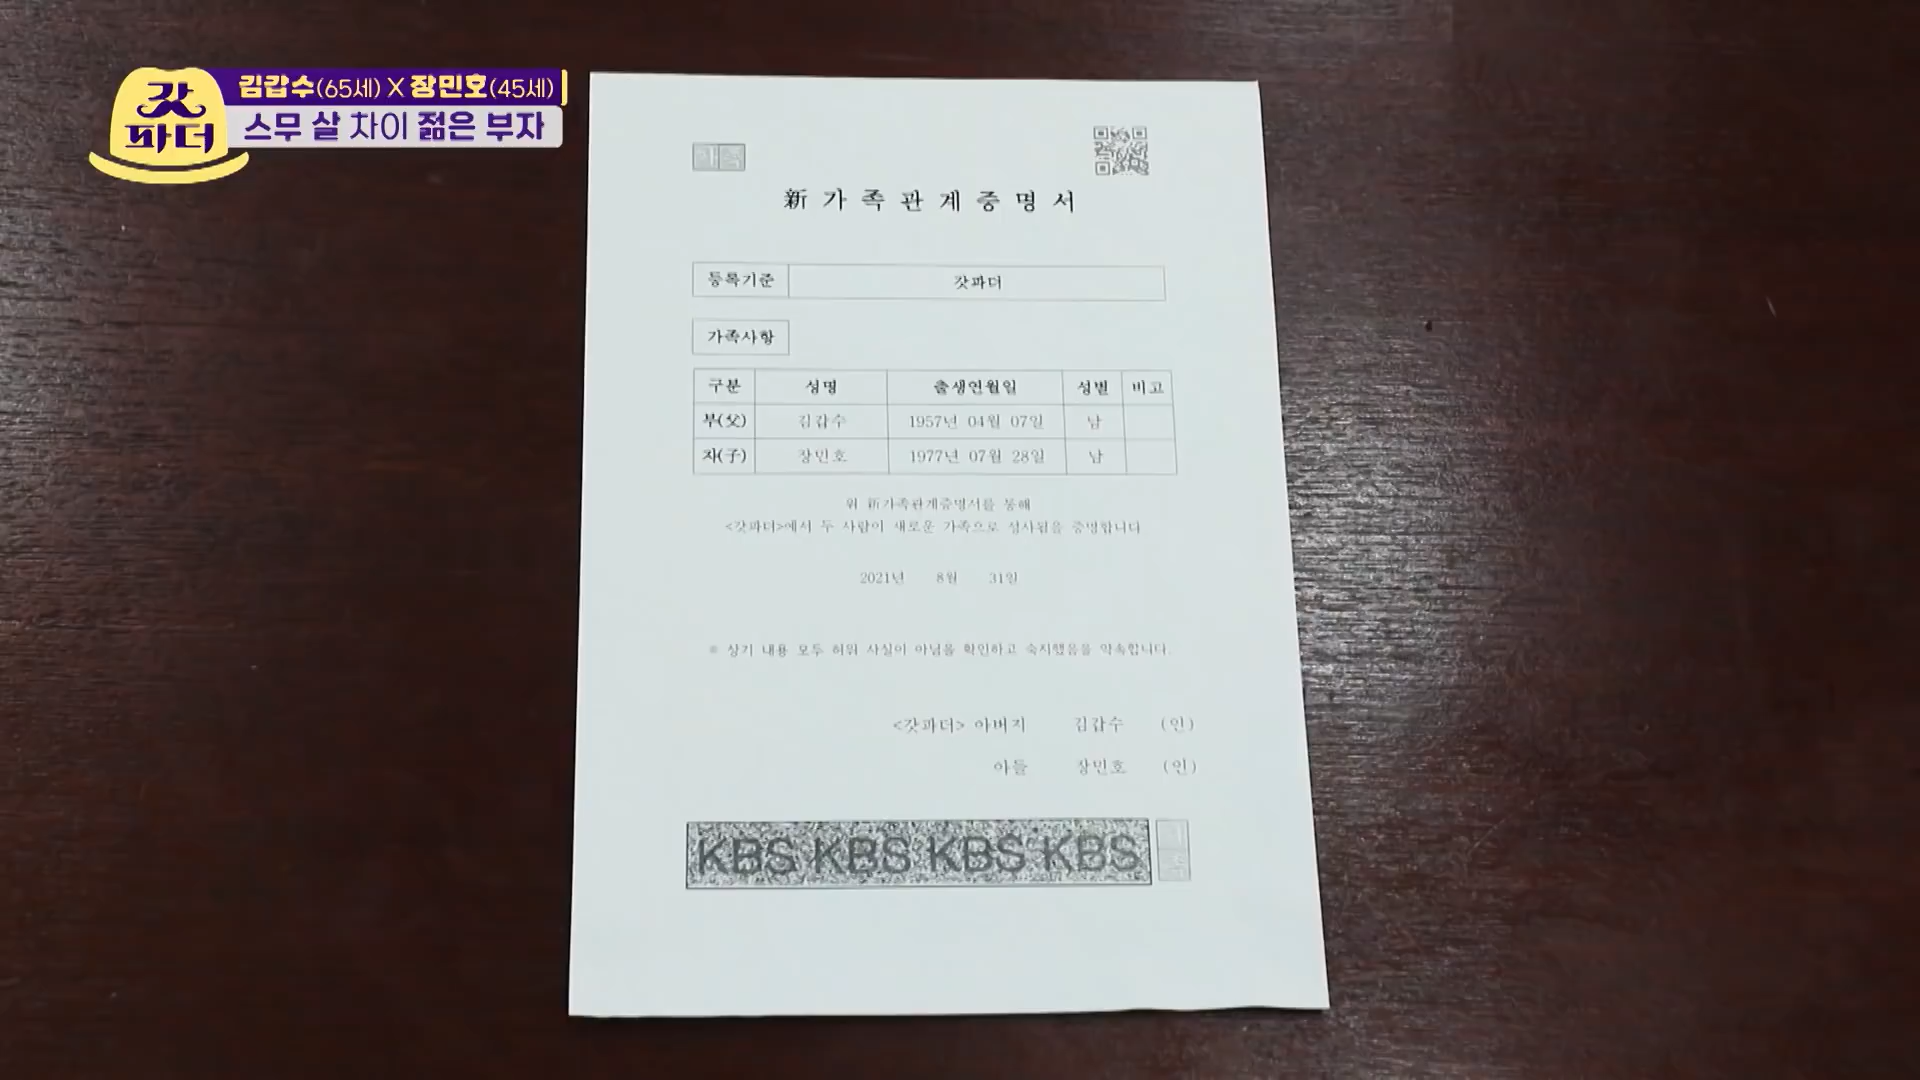 갓
파더
김갑수(65세) X 장민호(45세)
스무 살 차이 젊은 부자
가족
新가족관계증명서
등록기준 갓파더
가족사항
구분 성명 출생연월일 성별 비고
부(父) 김갑수 1957년 04월 07일 남
자(子) 장민호 1977년 07월 28일 남
위 新가족관계증명서를 통해
<갓파더>에서 두 사람이 새로운 가족으로 성사됨을 증명합니다
2021년 8월 31일
※ 상기 내용 모두 허위 사실이 아님을 확인하고 숙지했음을 약속합니다.
<갓파더> 아버지 김갑수 (인)
아들 장민호 (인)
KBS KBS KBS KBS